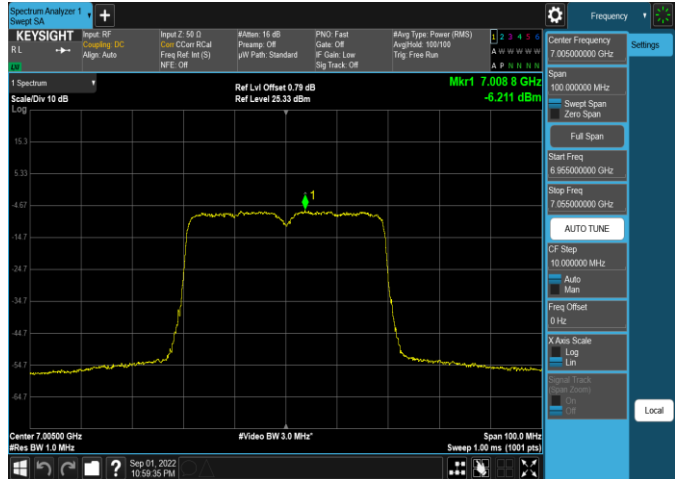 Spectrum Analyzer 1
Swept SA
+
Frequency
KEYSIGHT
RL
Input: RF
Coupling: DC
Align: Auto
Input Z: 50 Ω
Corr CCorr RCal
Freq Ref: Int (S)
NFE: Off
#Atten: 16 dB
Preamp: Off
µW Path: Standard
PNO: Fast
Gate: Off
IF Gain: Low
Sig Track: Off
#Avg Type: Power (RMS)
Avg|Hold: 100/100
Trig: Free Run
1 2 3 4 5 6
A W W W W W
A P N N N N
LXI
1 Spectrum
Scale/Div 10 dB
Log
Ref Lvl Offset 0.79 dB
Ref Level 25.33 dBm
Mkr1 7.008 8 GHz
-6.211 dBm
15.3
5.33
-4.67
-14.7
-24.7
-34.7
-44.7
-54.7
-64.7
1
Center 7.00500 GHz
#Res BW 1.0 MHz
#Video BW 3.0 MHz*
Span 100.0 MHz
Sweep 1.00 ms (1001 pts)
Sep 01, 2022
10:59:35 PM
?
Center Frequency
7.005000000 GHz
Span
100.000000 MHz
Swept Span
Zero Span
Full Span
Start Freq
6.955000000 GHz
Stop Freq
7.055000000 GHz
AUTO TUNE
CF Step
10.000000 MHz
Auto
Man
Freq Offset
0 Hz
X Axis Scale
Log
Lin
Signal Track
(Span Zoom)
On
Off
Settings
Local